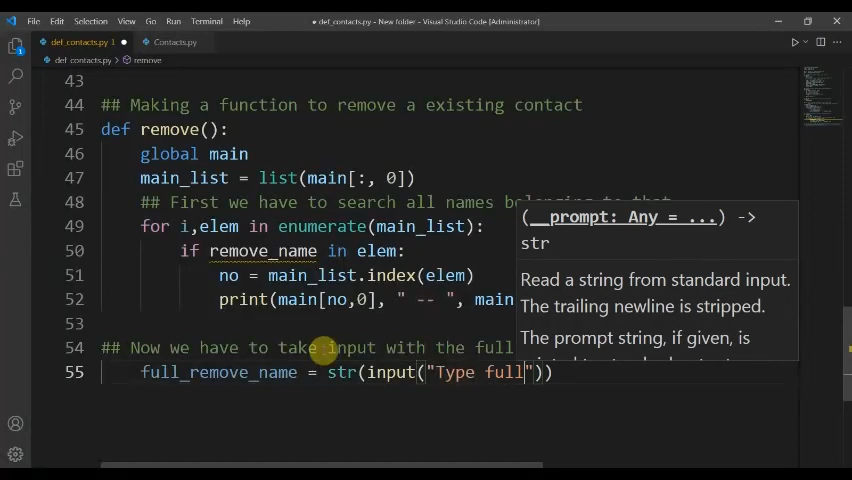 File Edit Selection View Go Run Terminal Help
● def_contacts.py - New folder - Visual Studio Code [Administrator]
def_contacts.py 1 ● Contacts.py
def_contacts.py > remove
43
44 ## Making a function to remove a existing contact
45 def remove():
46 global main
47 main_list = list(main[:, 0])
48 ## First we have to search all names belonging to that
49 for i,elem in enumerate(main_list):
50 if remove_name in elem:
51 no = main_list.index(elem)
52 print(main[no,0], " -- ", main
53
54 ## Now we have to take input with the full
55 full_remove_name = str(input("Type full"))
(__prompt: Any = ...) ->
str
Read a string from standard input.
The trailing newline is stripped.
The prompt string, if given, is
1